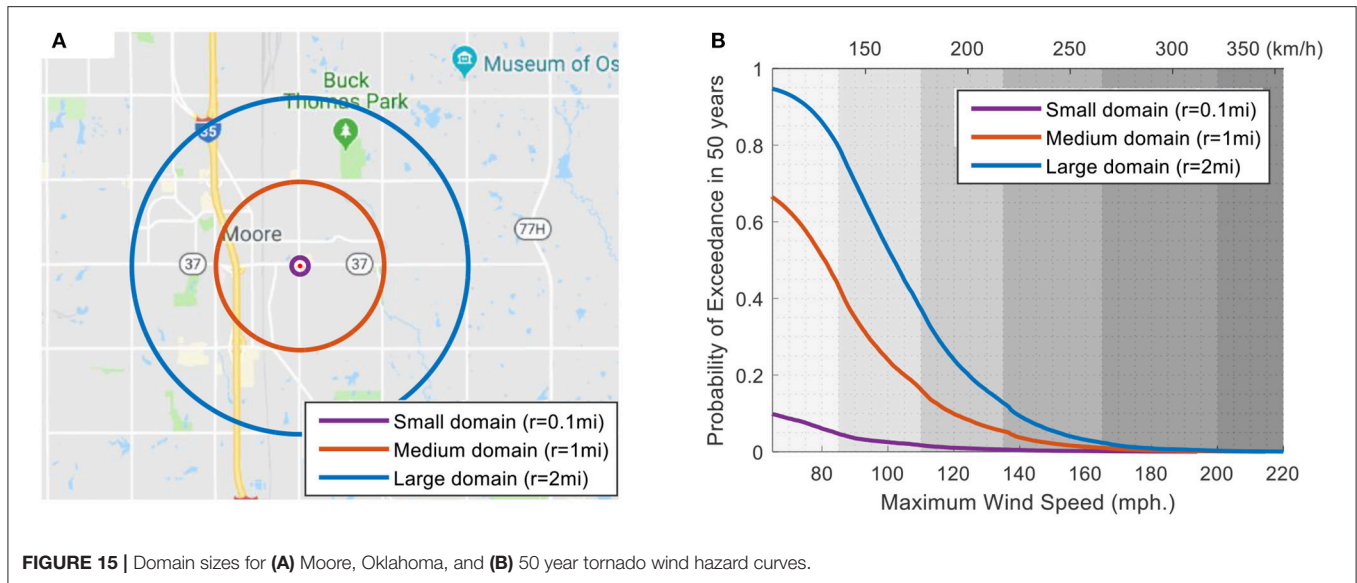 A
Museum of Os
Buck
Thomas Park
35
77H
Moore
37
37
Small domain (r=0.1mi)
Medium domain (r=1mi)
Large domain (r=2mi)
B
150 200 250 300 350 (km/h)
Small domain (r=0.1mi)
Medium domain (r=1mi)
Large domain (r=2mi)
Probability of Exceedance in 50 years
1
0.8
0.6
0.4
0.2
0
80 100 120 140 160 180 200 220
Maximum Wind Speed (mph.)
FIGURE 15 | Domain sizes for (A) Moore, Oklahoma, and (B) 50 year tornado wind hazard curves.